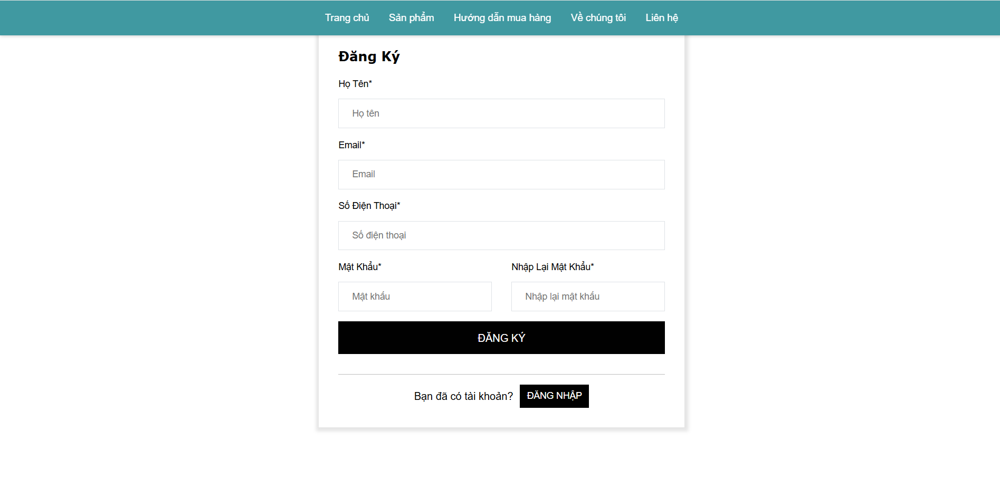 Trang chủ Sản phẩm Hướng dẫn mua hàng Về chúng tôi Liên hệ
Đăng Ký
Họ Tên*
Họ tên
Email*
Email
Số Điện Thoại*
Số điện thoại
Mật Khẩu* Nhập Lại Mật Khẩu*
Mật khẩu Nhập lại mật khẩu
ĐĂNG KÝ
Bạn đã có tài khoản? ĐĂNG NHẬP